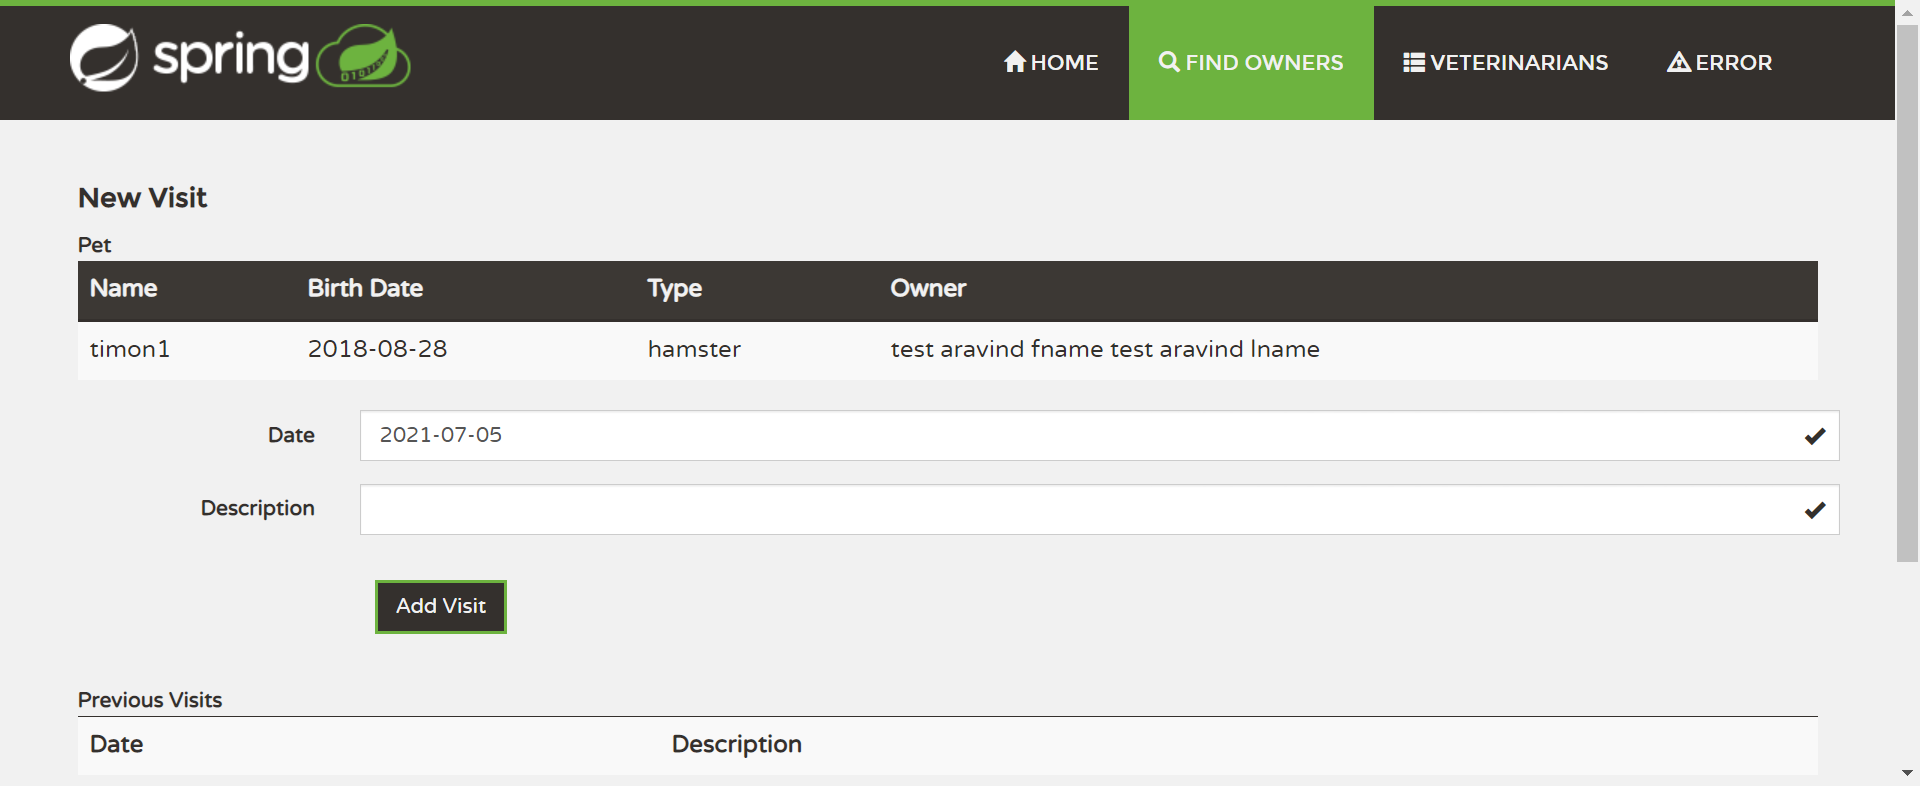 spring
HOME
FIND OWNERS
VETERINARIANS
ERROR
New Visit
Pet
Name Birth Date Type Owner
timon1 2018-08-28 hamster test aravind fname test aravind lname
Date 2021-07-05
Description
Add Visit
Previous Visits
Date Description